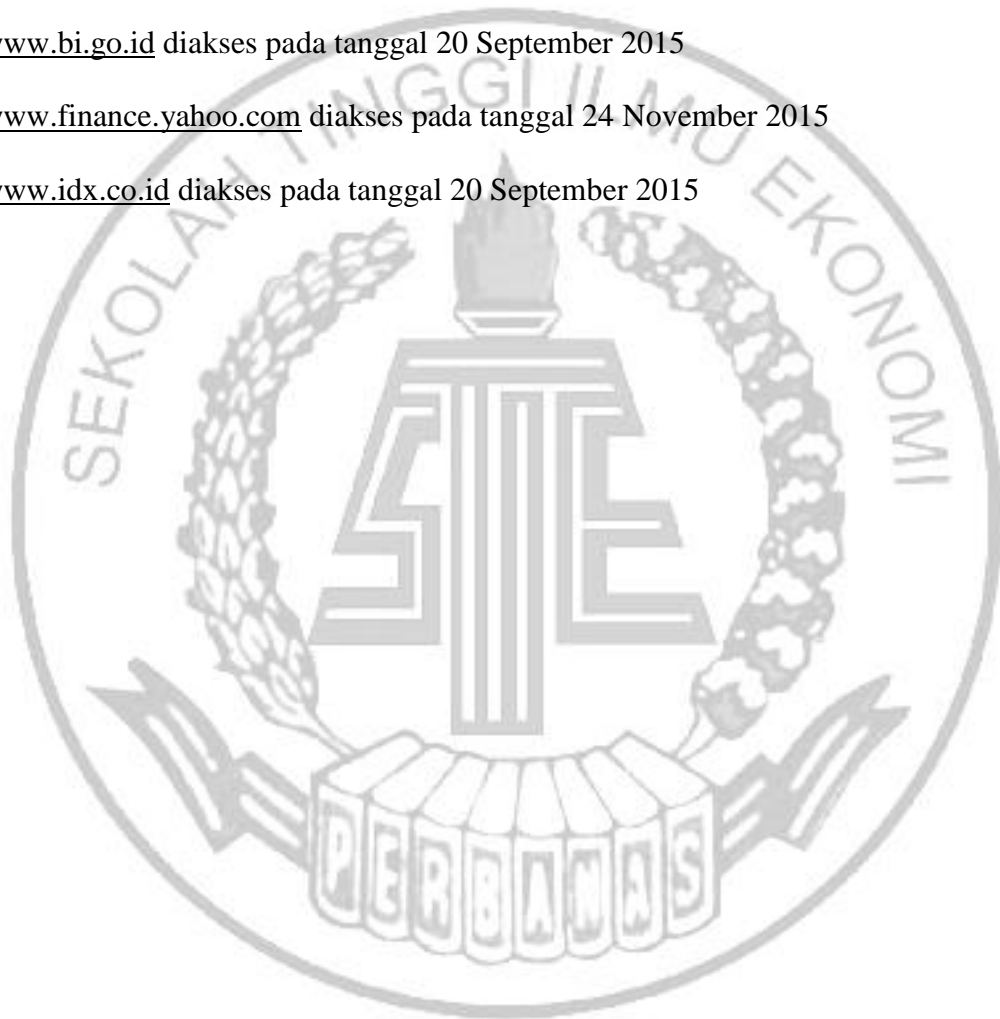 www.bi.go.id diakses pada tanggal 20 September 2015
www.finance.yahoo.com diakses pada tanggal 24 November 2015
www.idx.co.id diakses pada tanggal 20 September 2015
SEKOLAH TINGGI ILMU EKONOMI
STIE
PERBANAS